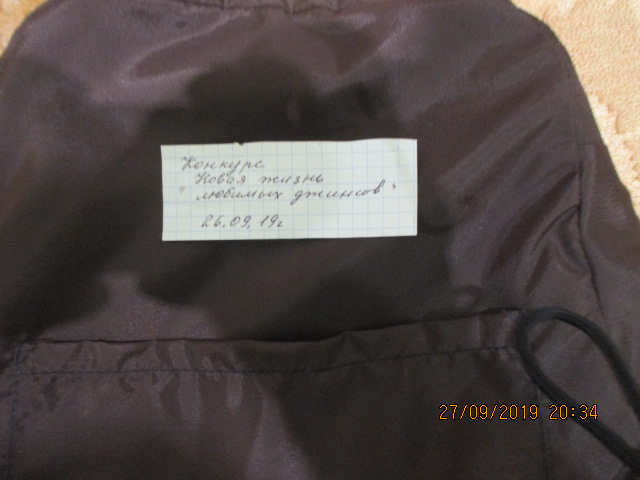 Конкурс
"Новая жизнь
любимых джинсов"
26.09.19г
27/09/2019 20:34